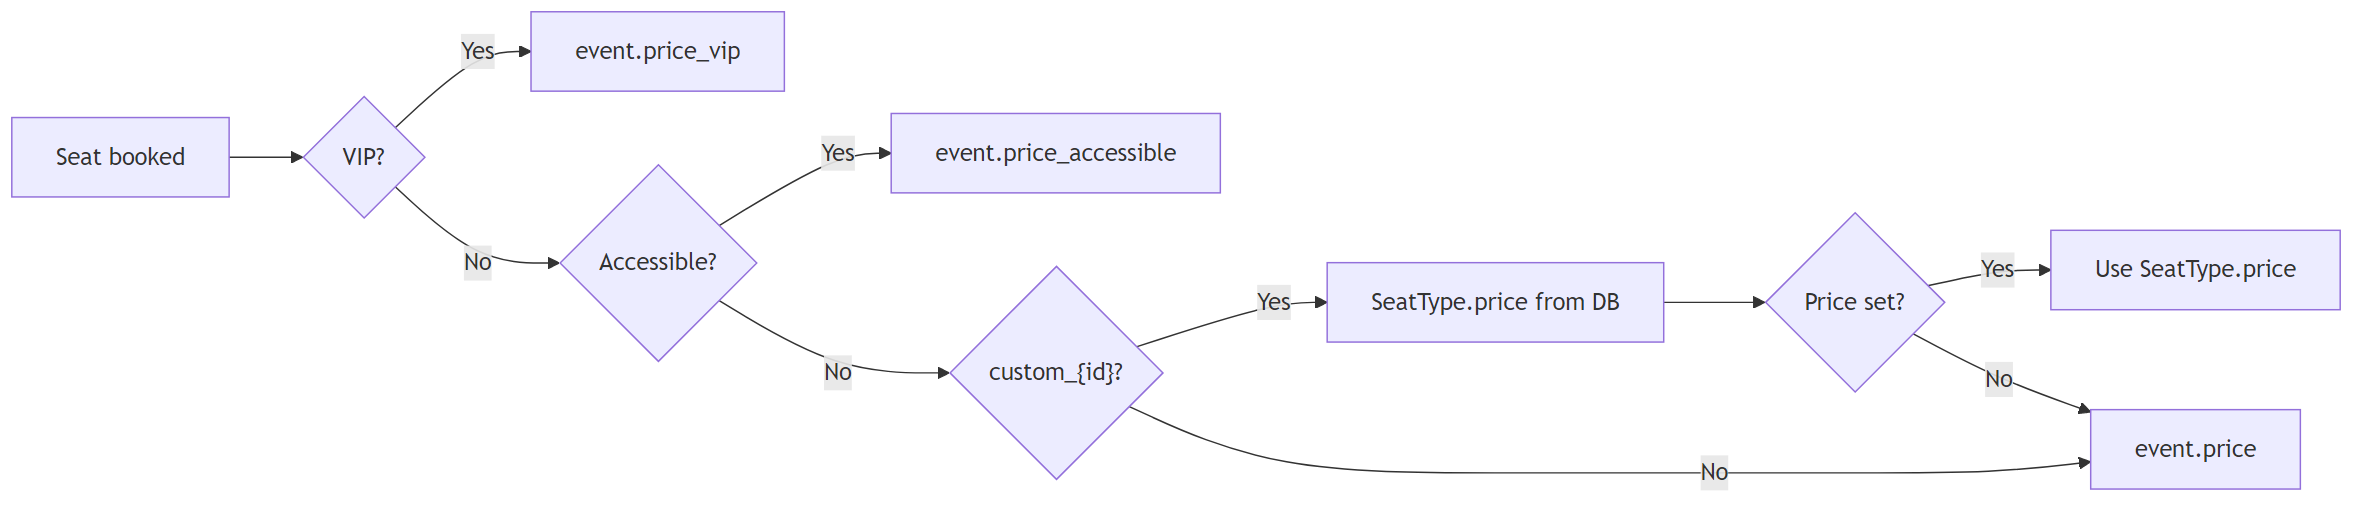 Seat booked
VIP?
Yes
event.price_vip
No
Accessible?
Yes
event.price_accessible
No
custom_{id}?
Yes
SeatType.price from DB
Price set?
Yes
Use SeatType.price
No
No
event.price